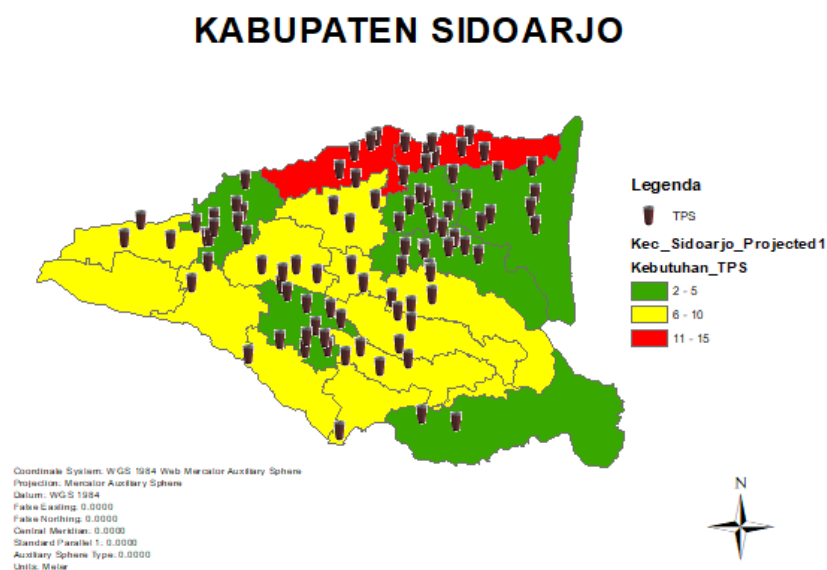 KABUPATEN SIDOARJO
Legenda
TPS
Kec_Sidoarjo_Projected1
Kebutuhan_TPS
2 - 5
6 - 10
11 - 15
Coordinate System: WGS 1984 Web Mercator Auxiliary Sphere
Projection: Mercator Auxiliary Sphere
Datum: WGS 1984
False Easting: 0.0000
False Northing: 0.0000
Central Meridian: 0.0000
Standard Parallel 1: 0.0000
Auxiliary Sphere Type: 0.0000
Units: Meter
N